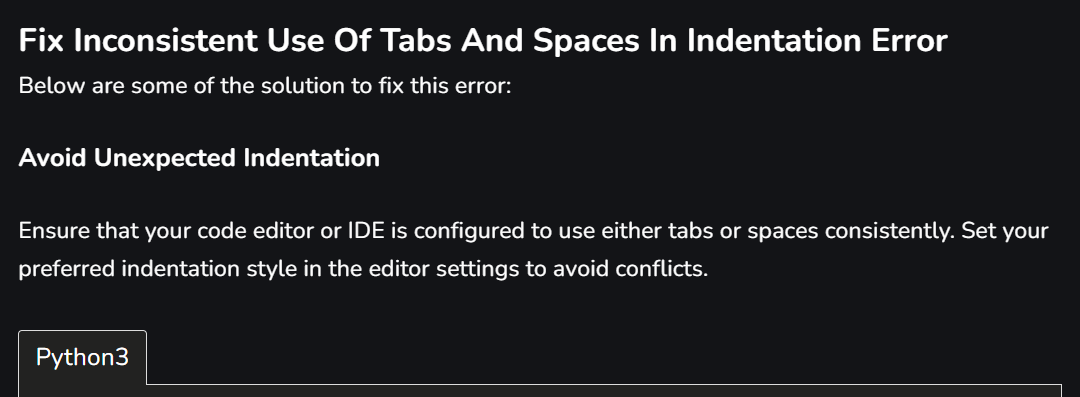 Fix Inconsistent Use Of Tabs And Spaces In Indentation Error
Below are some of the solution to fix this error:
Avoid Unexpected Indentation
Ensure that your code editor or IDE is configured to use either tabs or spaces consistently. Set your
preferred indentation style in the editor settings to avoid conflicts.
Python3